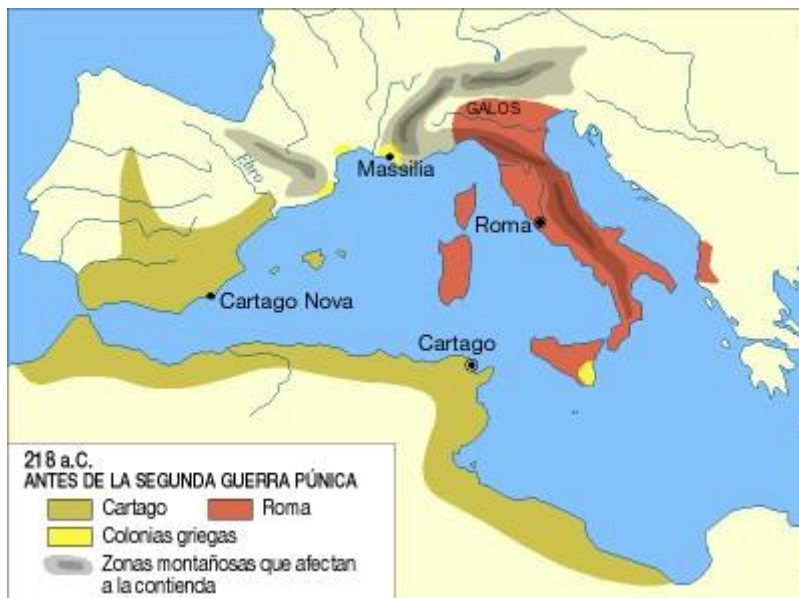 GALOS
Ebro
Massilia
Roma
Cartago Nova
Cartago
218 a.C.
ANTES DE LA SEGUNDA GUERRA PÚNICA
Cartago
Roma
Colonias griegas
Zonas montañosas que afectan
a la contienda